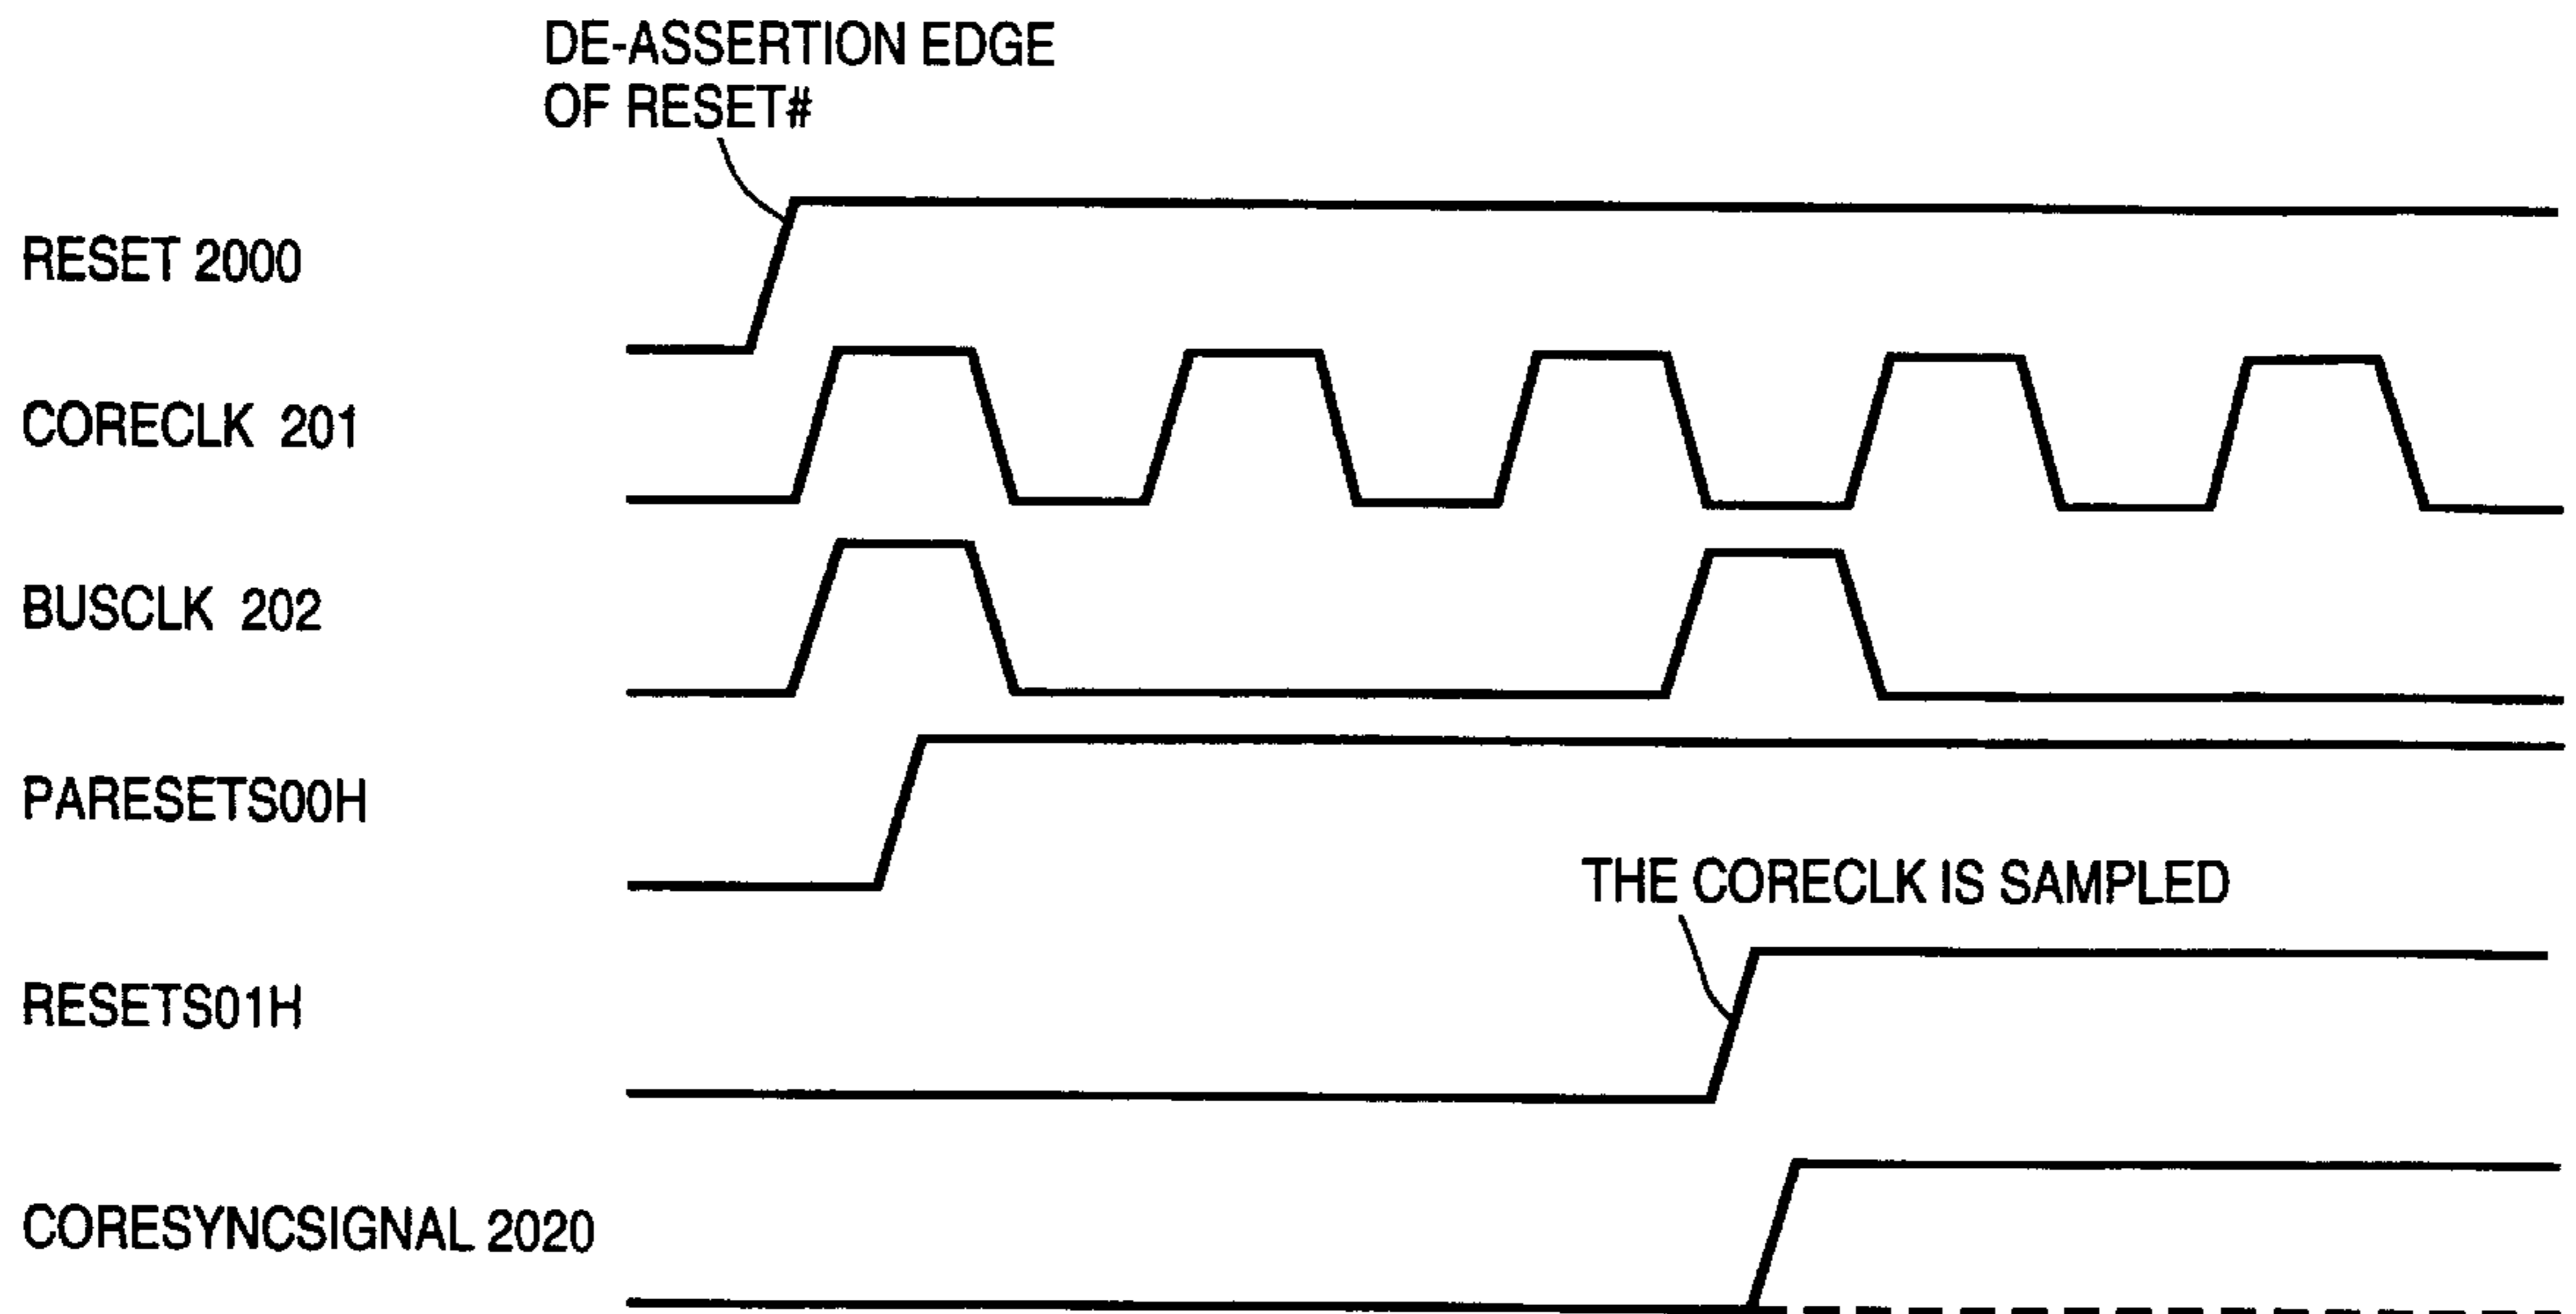 DE-ASSERTION EDGE
OF RESET#
RESET 2000
CORECLK 201
BUSCLK 202
PARESETS00H
THE CORECLK IS SAMPLED
RESETS01H
CORESYNCSIGNAL 2020